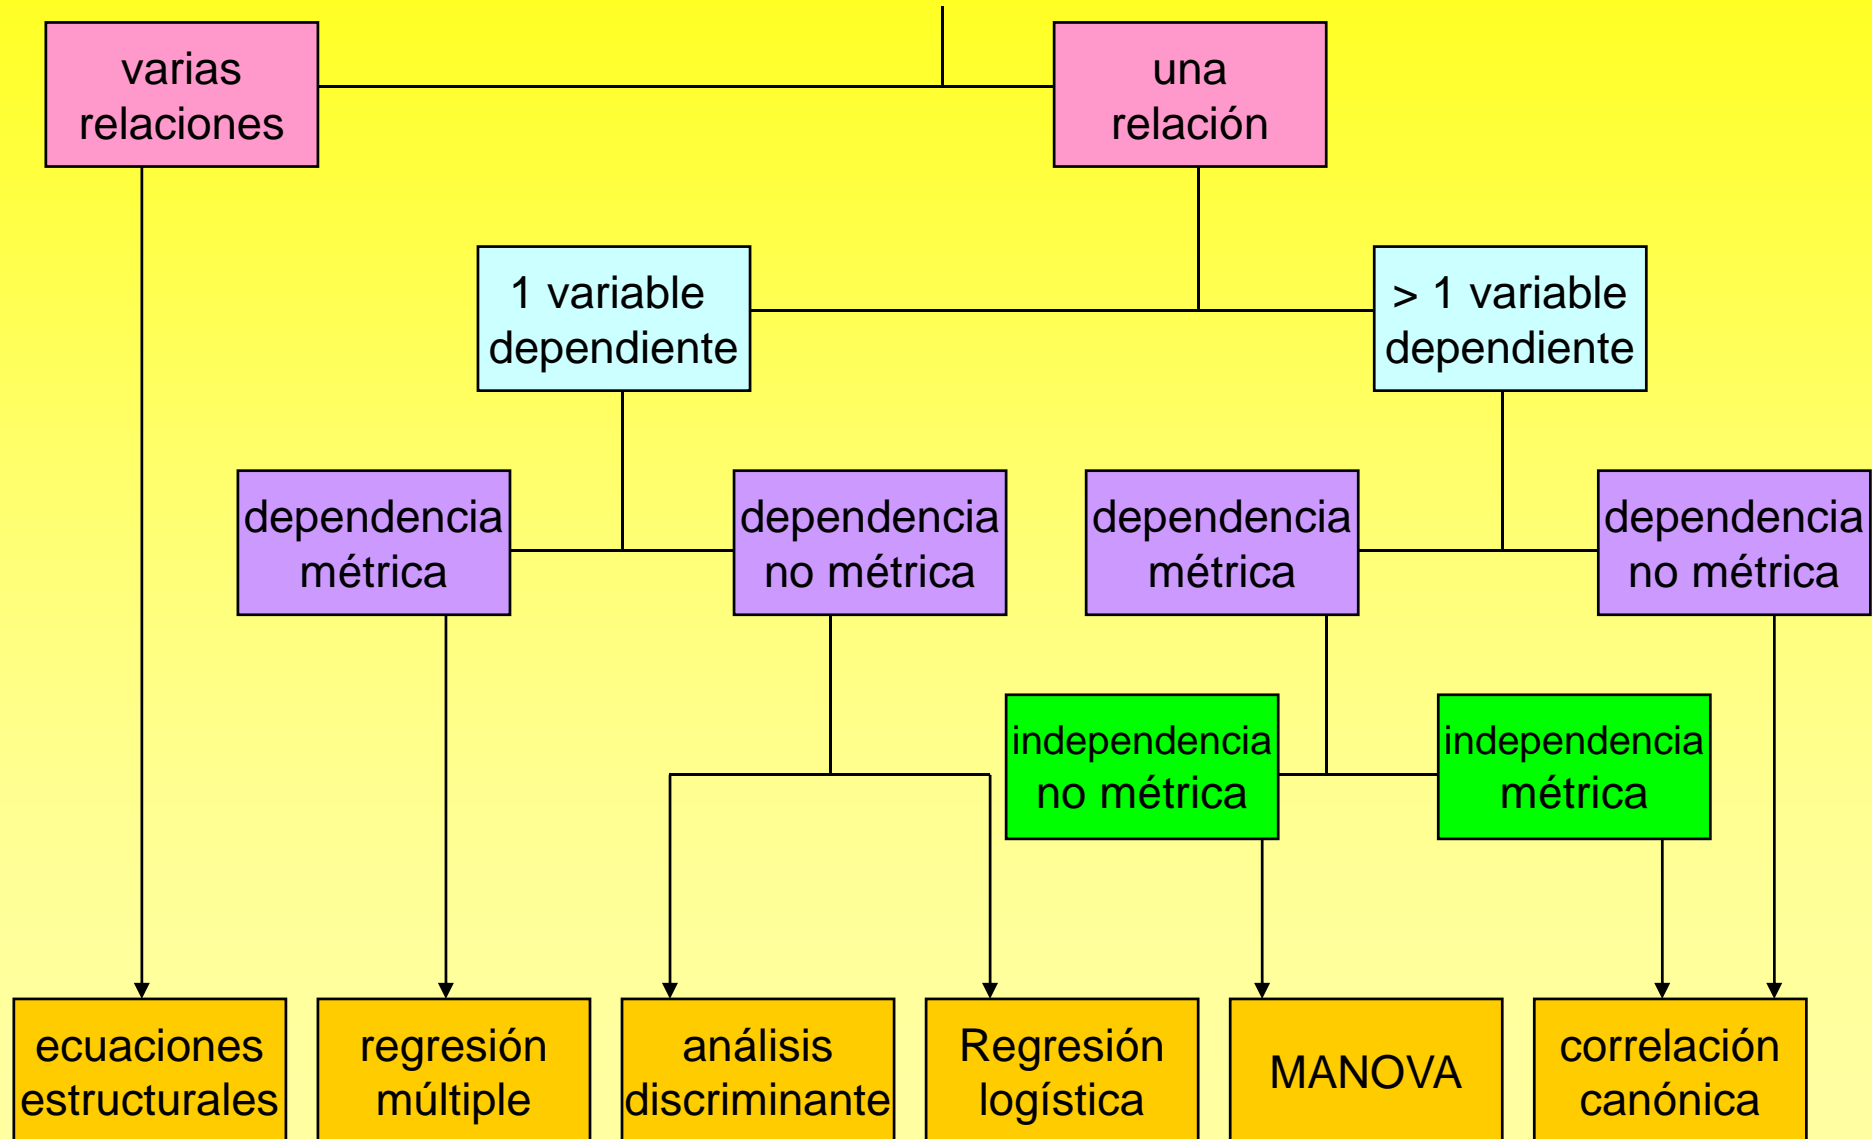 varias
relaciones
una
relación
1 variable
dependiente
> 1 variable
dependiente
dependencia
métrica
dependencia
no métrica
dependencia
métrica
dependencia
no métrica
independencia
no métrica
independencia
métrica
ecuaciones
estructurales
regresión
múltiple
análisis
discriminante
Regresión
logística
MANOVA
correlación
canónica